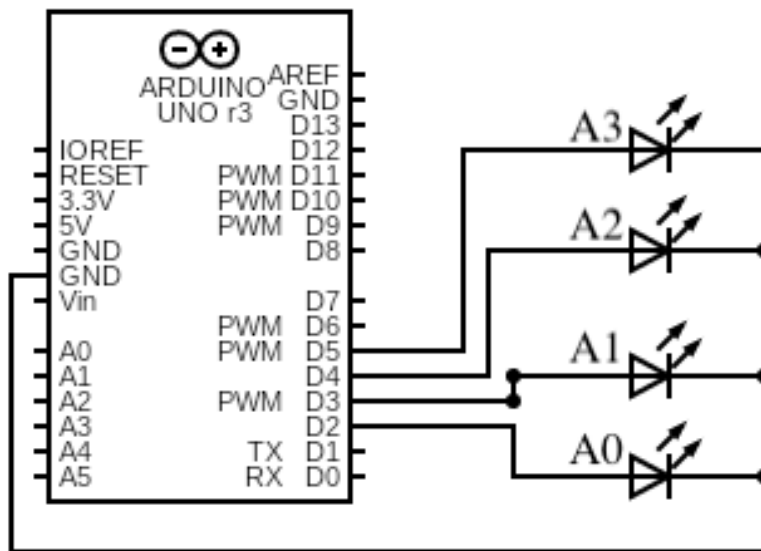 ARDUINO
UNO r3
AREF
GND
D13
IOREF D12
RESET PWM D11
3.3V PWM D10
5V PWM D9
GND D8
GND
Vin D7
PWM D6
A0 PWM D5
A1 D4
A2 PWM D3
A3 D2
A4 TX D1
A5 RX D0
A3
A2
A1
A0